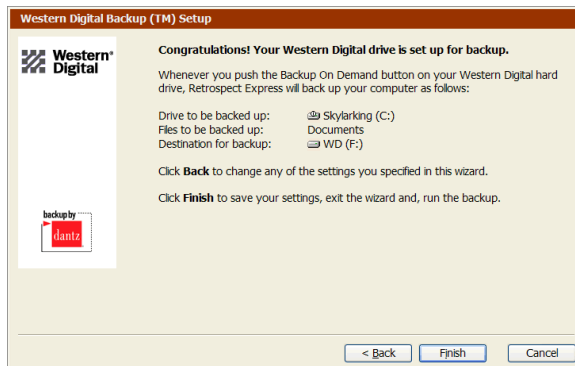 Western Digital Backup (TM) Setup
Western®
Digital
Congratulations! Your Western Digital drive is set up for backup.
Whenever you push the Backup On Demand button on your Western Digital hard
drive, Retrospect Express will back up your computer as follows:
Drive to be backed up: Skylarking (C:)
Files to be backed up: Documents
Destination for backup: WD (F:)
Click Back to change any of the settings you specified in this wizard.
Click Finish to save your settings, exit the wizard and, run the backup.
backup by
dantz
< Back Finish Cancel